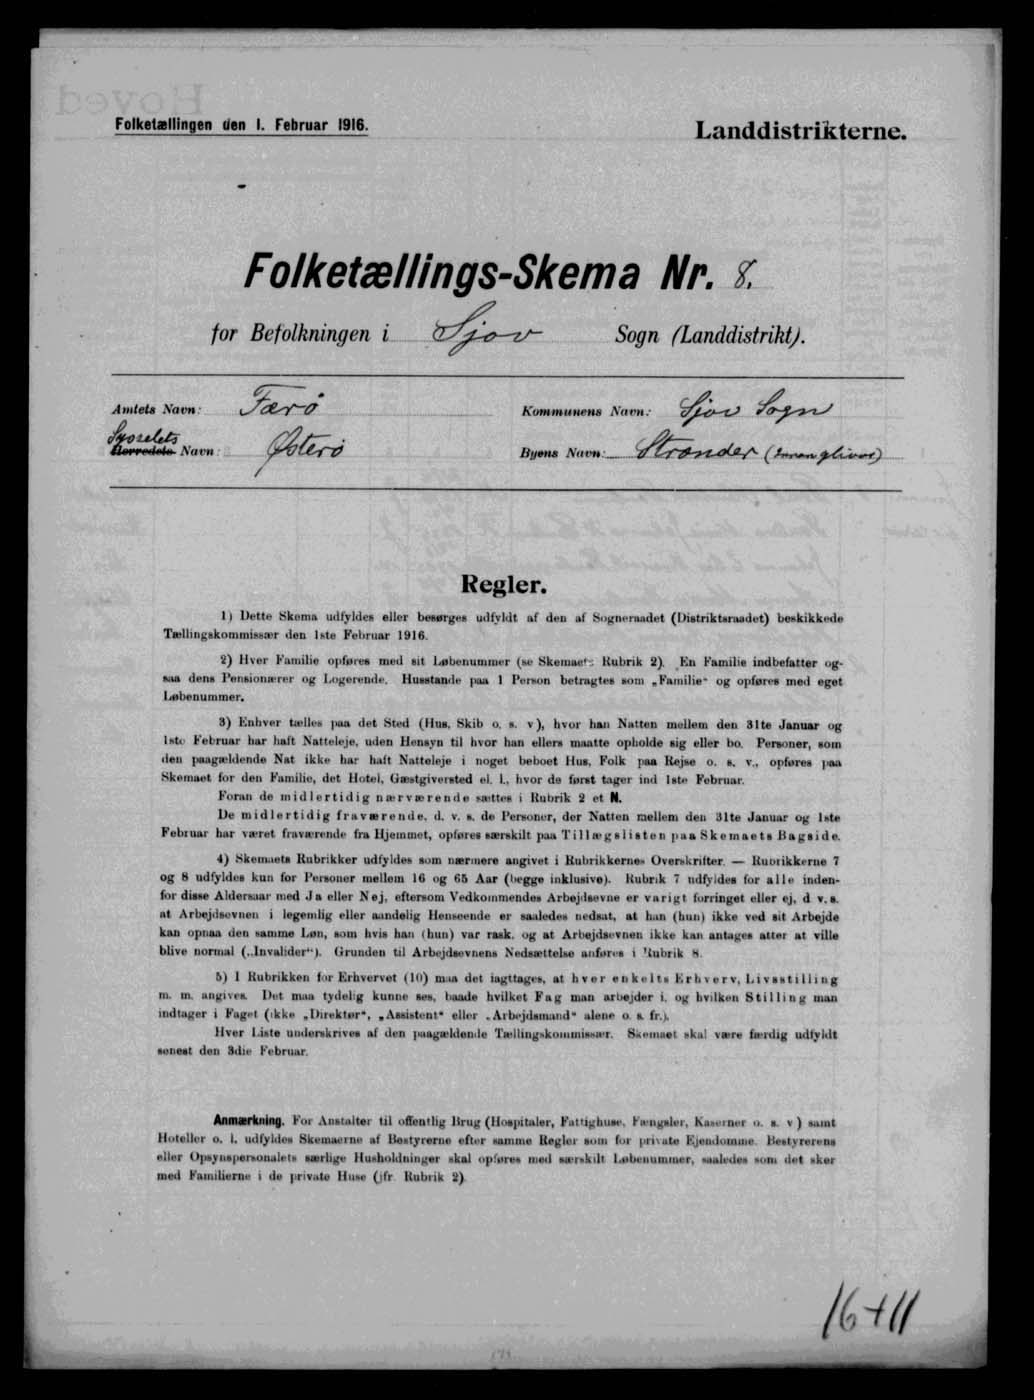 Folketællingen den 1. Februar 1916.
Landdistrikterne.
Folketællings-Skema Nr. 8.
for Befolkningen i Sjov Sogn (Landdistrikt).
Amtets Navn: Færø
Kommunens Navn: Sjov Sogn
Syselets
Herredets Navn: Østerø
Byens Navn: Strænder (Innanglivur)
Regler.
1) Dette Skema udfyldes eller besørges udfyldt af den af Sogneraadet (Distriktsraadet) beskikkede
Tællingskommissær den 1ste Februar 1916.
2) Hver Familie opføres med sit Løbenummer (se Skemaets Rubrik 2). En Familie indbefatter og-
saa dens Pensionærer og Logerende. Husstande paa 1 Person betragtes som „Familie“ og opføres med eget
Løbenummer.
3) Enhver tælles paa det Sted (Hus, Skib o. s. v), hvor han Natten mellem den 31te Januar og
1ste Februar har haft Natteleje, uden Hensyn til hvor han ellers maatte opholde sig eller bo. Personer, som
den paagældende Nat ikke har haft Natteleje i noget beboet Hus, Folk paa Rejse o. s. v., opføres paa
Skemaet for den Familie, det Hotel, Gæstgiversted el. l., hvor de først tager ind 1ste Februar.
Foran de midlertidig nærværende sættes i Rubrik 2 et N.
De midlertidig fraværende, d. v. s. de Personer, der Natten mellem den 31te Januar og 1ste
Februar har været fraværende fra Hjemmet, opføres særskilt paa Tillægslisten paa Skemaets Bagside.
4) Skemaets Rubrikker udfyldes som nærmere angivet i Rubrikkernes Overskrifter. — Rubrikkerne 7
og 8 udfyldes kun for Personer mellem 16 og 65 Aar (begge inklusive). Rubrik 7 udfyldes for alle inden-
for disse Aldersaar med Ja eller Nej, eftersom Vedkommendes Arbejdsevne er varigt forringet eller ej, d v. s.
at Arbejdsevnen i legemlig eller aandelig Henseende er saaledes nedsat, at han (hun) ikke ved sit Arbejde
kan opnaa den samme Løn, som hvis han (hun) var rask, og at Arbejdsevnen ikke kan antages atter at ville
blive normal („Invalider“). Grunden til Arbejdsevnens Nedsættelse anføres i Rubrik 8.
5) I Rubrikken for Erhvervet (10) maa det iagttages, at hver enkelts Erhverv, Livsstilling
m. m. angives. Det maa tydelig kunne ses, baade hvilket Fag man arbejder i, og hvilken Stilling man
indtager i Faget (ikke „Direktør“, „Assistent“ eller „Arbejdsmand“ alene o. s. fr.).
Hver Liste underskrives af den paagældende Tællingskommissær. Skemaet skal være færdig udfyldt
senest den 3die Februar.
Anmærkning. For Anstalter til offentlig Brug (Hospitaler, Fattighuse, Fængsler, Kaserner o. s. v) samt
Hoteller o. l. udfyldes Skemaerne af Bestyrerne efter samme Regler som for private Ejendomme. Bestyrerens
eller Opsynspersonalets særlige Husholdninger skal opføres med særskilt Løbenummer, saaledes som det sker
med Familierne i de private Huse (jfr. Rubrik 2).
16+11